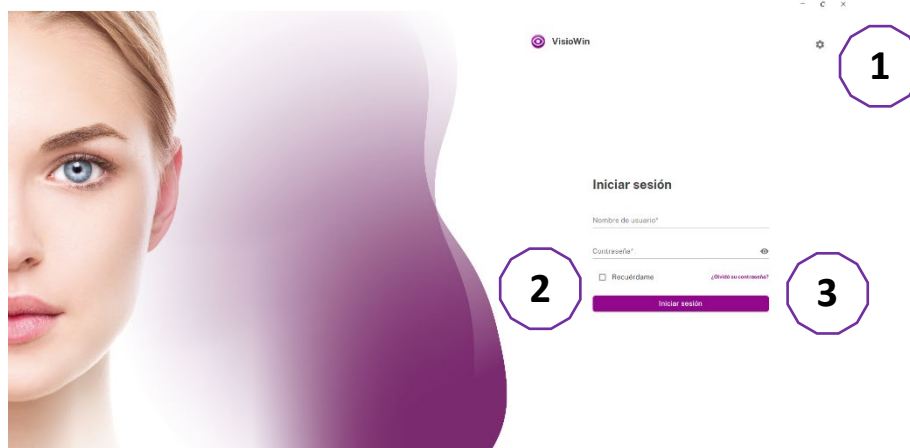 VisioWin
1
Iniciar sesión
Nombre de usuario*
Contraseña*
2
Recuérdame
¿Olvidó su contraseña?
3
Iniciar sesión